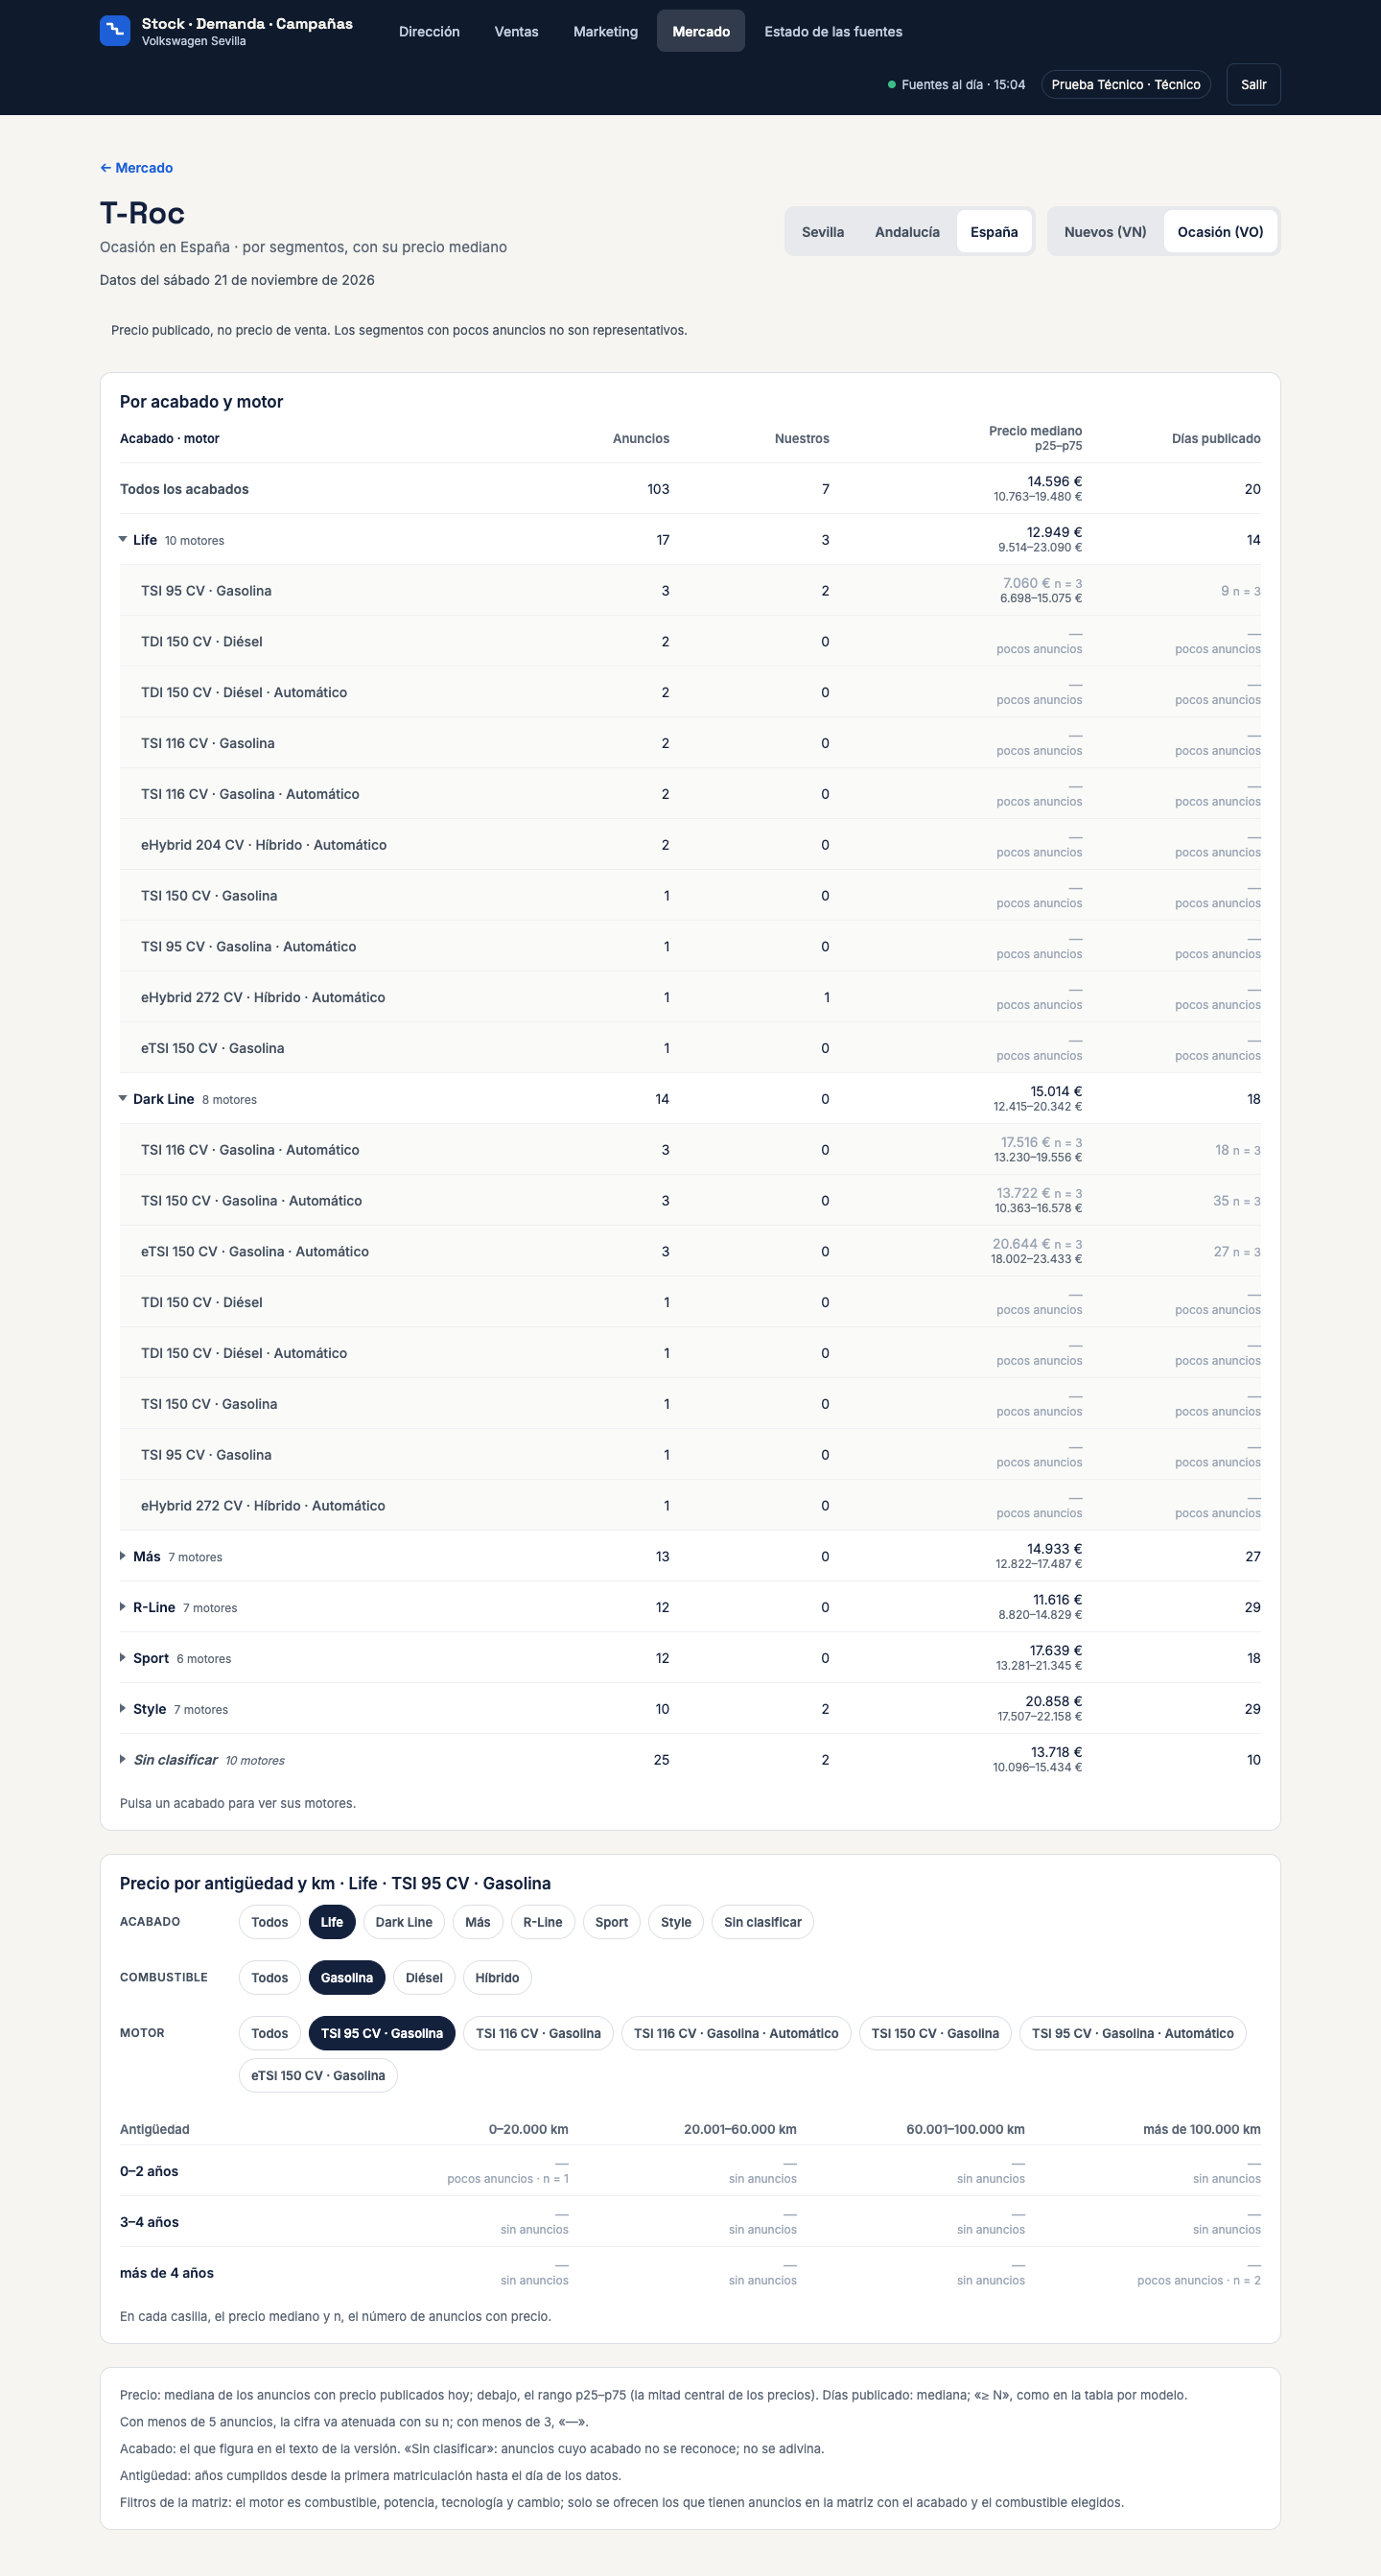 Stock · Demanda · Campañas
Volkswagen Sevilla
Dirección
Ventas
Marketing
Mercado
Estado de las fuentes
Fuentes al día · 15:04
Prueba Técnico · Técnico
Salir
← Mercado
T-Roc
Ocasión en España · por segmentos, con su precio mediano
Datos del sábado 21 de noviembre de 2026
Sevilla Andalucía España
Nuevos (VN) Ocasión (VO)
Precio publicado, no precio de venta. Los segmentos con pocos anuncios no son representativos.
Por acabado y motor
Acabado · motor Anuncios Nuestros Precio mediano p25–p75 Días publicado
Todos los acabados 103 7 14.596 € 10.763–19.480 € 20
Life 10 motores 17 3 12.949 € 9.514–23.090 € 14
TSI 95 CV · Gasolina 3 2 7.060 € n = 3 6.698–15.075 € 9 n = 3
TDI 150 CV · Diésel 2 0 — pocos anuncios — pocos anuncios
TDI 150 CV · Diésel · Automático 2 0 — pocos anuncios — pocos anuncios
TSI 116 CV · Gasolina 2 0 — pocos anuncios — pocos anuncios
TSI 116 CV · Gasolina · Automático 2 0 — pocos anuncios — pocos anuncios
eHybrid 204 CV · Híbrido · Automático 2 0 — pocos anuncios — pocos anuncios
TSI 150 CV · Gasolina 1 0 — pocos anuncios — pocos anuncios
TSI 95 CV · Gasolina · Automático 1 0 — pocos anuncios — pocos anuncios
eHybrid 272 CV · Híbrido · Automático 1 1 — pocos anuncios — pocos anuncios
eTSI 150 CV · Gasolina 1 0 — pocos anuncios — pocos anuncios
Dark Line 8 motores 14 0 15.014 € 12.415–20.342 € 18
TSI 116 CV · Gasolina · Automático 3 0 17.516 € n = 3 13.230–19.556 € 18 n = 3
TSI 150 CV · Gasolina · Automático 3 0 13.722 € n = 3 10.363–16.578 € 35 n = 3
eTSI 150 CV · Gasolina · Automático 3 0 20.644 € n = 3 18.002–23.433 € 27 n = 3
TDI 150 CV · Diésel 1 0 — pocos anuncios — pocos anuncios
TDI 150 CV · Diésel · Automático 1 0 — pocos anuncios — pocos anuncios
TSI 150 CV · Gasolina 1 0 — pocos anuncios — pocos anuncios
TSI 95 CV · Gasolina 1 0 — pocos anuncios — pocos anuncios
eHybrid 272 CV · Híbrido · Automático 1 0 — pocos anuncios — pocos anuncios
Más 7 motores 13 0 14.933 € 12.822–17.487 € 27
R-Line 7 motores 12 0 11.616 € 8.820–14.829 € 29
Sport 6 motores 12 0 17.639 € 13.281–21.345 € 18
Style 7 motores 10 2 20.858 € 17.507–22.158 € 29
Sin clasificar 10 motores 25 2 13.718 € 10.096–15.434 € 10
Pulsa un acabado para ver sus motores.
Precio por antigüedad y km · Life · TSI 95 CV · Gasolina
ACABADO Todos Life Dark Line Más R-Line Sport Style Sin clasificar
COMBUSTIBLE Todos Gasolina Diésel Híbrido
MOTOR Todos TSI 95 CV · Gasolina TSI 116 CV · Gasolina TSI 116 CV · Gasolina · Automático TSI 150 CV · Gasolina TSI 95 CV · Gasolina · Automático
eTSI 150 CV · Gasolina
Antigüedad 0–20.000 km 20.001–60.000 km 60.001–100.000 km más de 100.000 km
0–2 años — pocos anuncios · n = 1 — sin anuncios — sin anuncios — sin anuncios
3–4 años — sin anuncios — sin anuncios — sin anuncios — sin anuncios
más de 4 años — sin anuncios — sin anuncios — sin anuncios — pocos anuncios · n = 2
En cada casilla, el precio mediano y n, el número de anuncios con precio.
Precio: mediana de los anuncios con precio publicados hoy; debajo, el rango p25–p75 (la mitad central de los precios). Días publicado: mediana; «≥ N», como en la tabla por modelo.
Con menos de 5 anuncios, la cifra va atenuada con su n; con menos de 3, «—».
Acabado: el que figura en el texto de la versión. «Sin clasificar»: anuncios cuyo acabado no se reconoce; no se adivina.
Antigüedad: años cumplidos desde la primera matriculación hasta el día de los datos.
Filtros de la matriz: el motor es combustible, potencia, tecnología y cambio; solo se ofrecen los que tienen anuncios en la matriz con el acabado y el combustible elegidos.